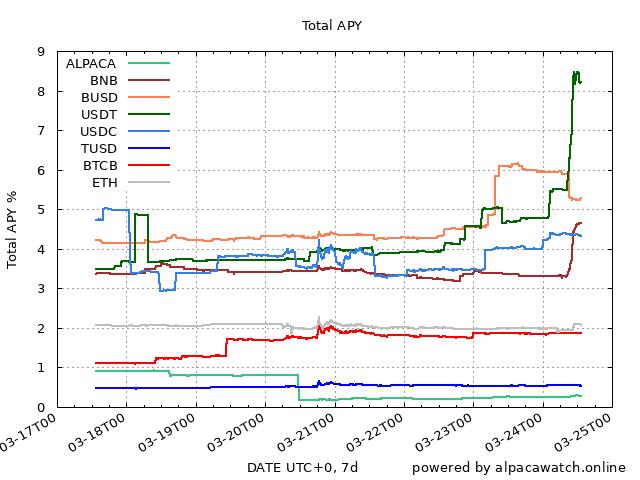 Total APY
9
8
7
6
5
4
3
2
1
0
Total APY %
ALPACA
BNB
BUSD
USDT
USDC
TUSD
BTCB
ETH
03-17T00
03-18T00
03-19T00
03-20T00
03-21T00
03-22T00
03-23T00
03-24T00
03-25T00
DATE UTC+0, 7d
powered by alpacawatch.online